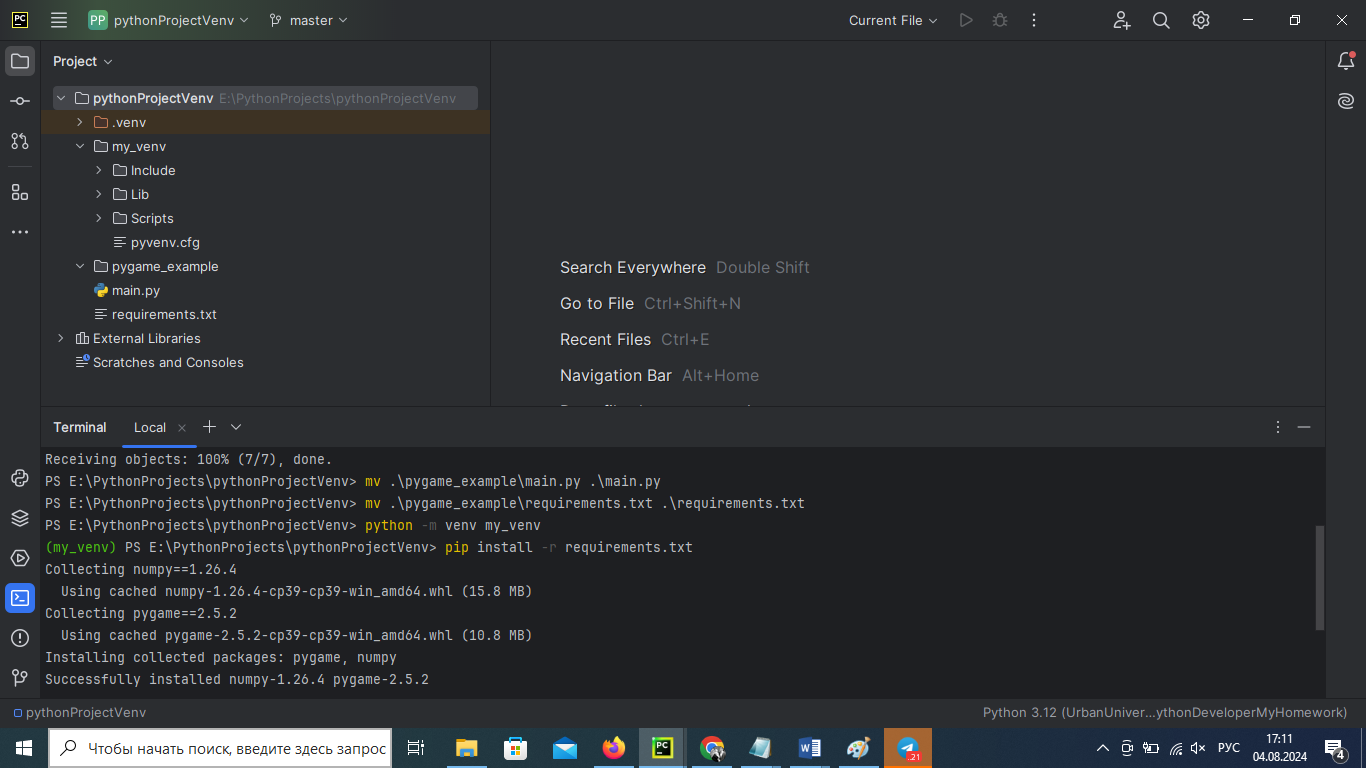 PC PP pythonProjectVenv master Current File
Project
pythonProjectVenv E:\PythonProjects\pythonProjectVenv
.venv
my_venv
Include
Lib
Scripts
pyvenv.cfg
pygame_example
main.py
requirements.txt
External Libraries
Scratches and Consoles
Search Everywhere Double Shift
Go to File Ctrl+Shift+N
Recent Files Ctrl+E
Navigation Bar Alt+Home
Terminal Local
Receiving objects: 100% (7/7), done.
PS E:\PythonProjects\pythonProjectVenv> mv .\pygame_example\main.py .\main.py
PS E:\PythonProjects\pythonProjectVenv> mv .\pygame_example\requirements.txt .\requirements.txt
PS E:\PythonProjects\pythonProjectVenv> python -m venv my_venv
(my_venv) PS E:\PythonProjects\pythonProjectVenv> pip install -r requirements.txt
Collecting numpy==1.26.4
Using cached numpy-1.26.4-cp39-cp39-win_amd64.whl (15.8 MB)
Collecting pygame==2.5.2
Using cached pygame-2.5.2-cp39-cp39-win_amd64.whl (10.8 MB)
Installing collected packages: pygame, numpy
Successfully installed numpy-1.26.4 pygame-2.5.2
pythonProjectVenv Python 3.12 (UrbanUniver...ythonDeveloperMyHomework)
Чтобы начать поиск, введите здесь запрос PC W ..21 РУС 17:11
04.08.2024 4